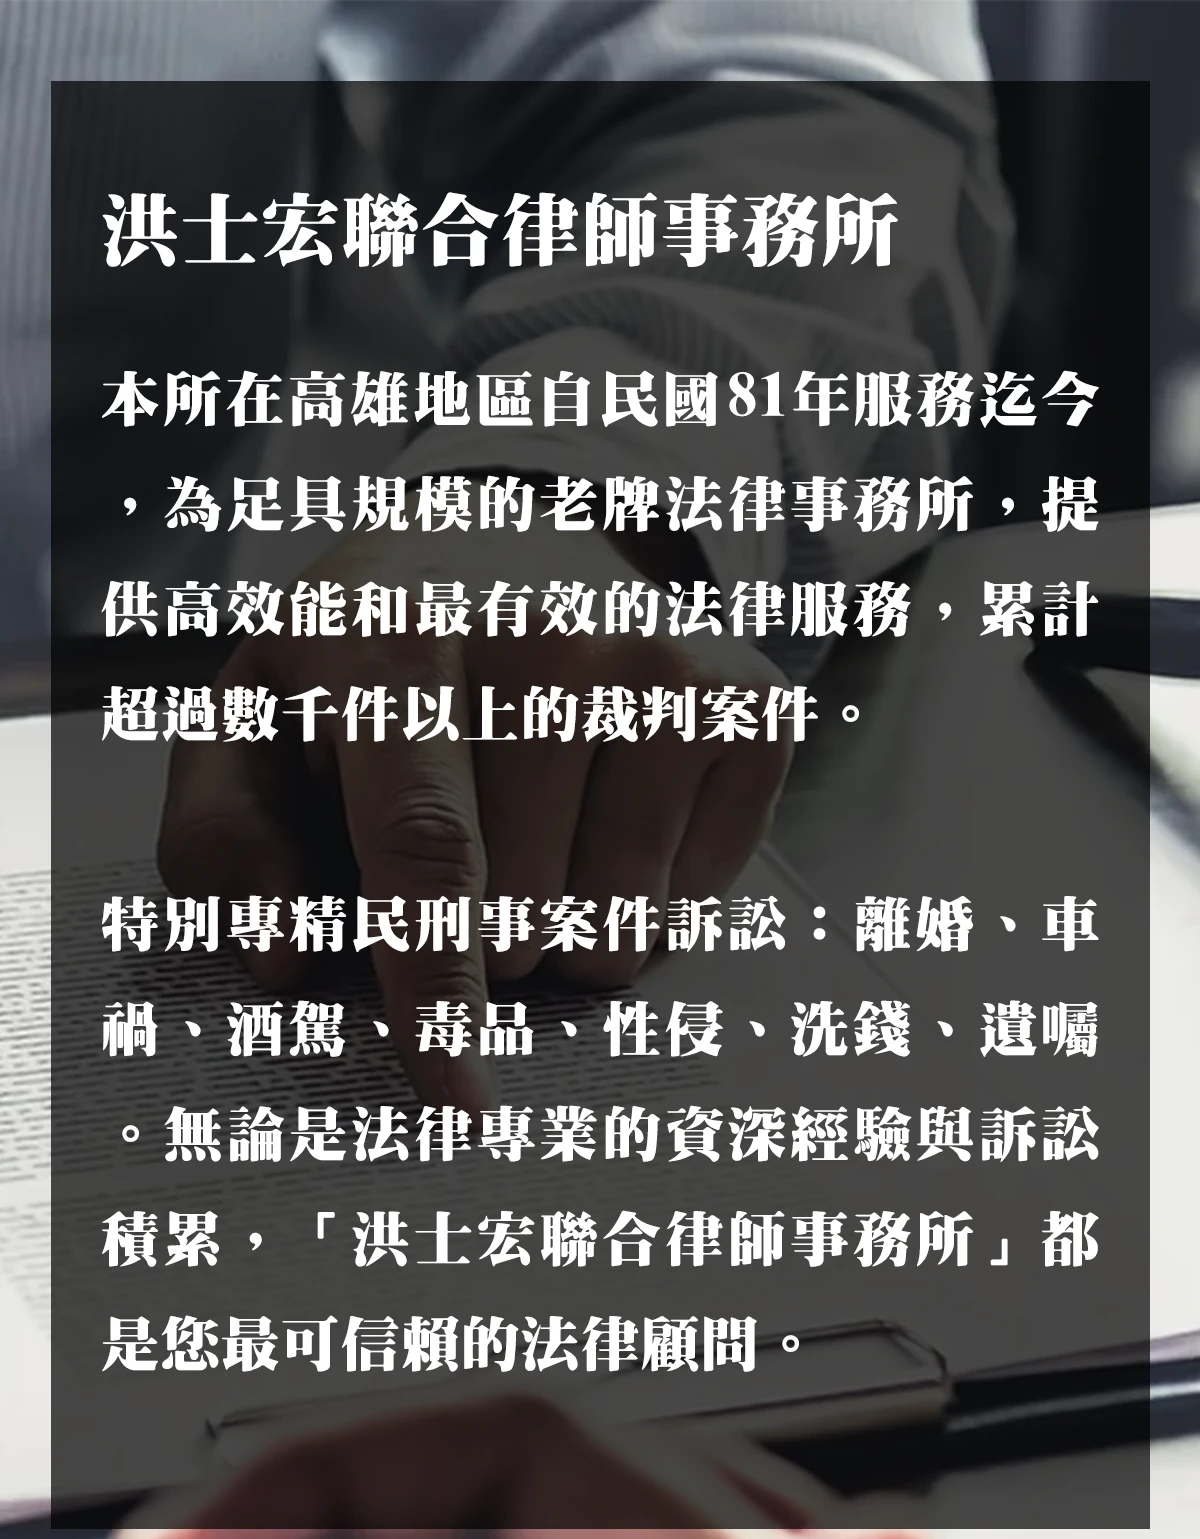 洪士宏聯合律師事務所
本所在高雄地區自民國81年服務迄今
，為足具規模的老牌法律事務所，提
供高效能和最有效的法律服務，累計
超過數千件以上的裁判案件。
特別專精民刑事案件訴訟：離婚、車
禍、酒駕、毒品、性侵、洗錢、遺囑
。無論是法律專業的資深經驗與訴訟
積累，「洪士宏聯合律師事務所」都
是您最可信賴的法律顧問。